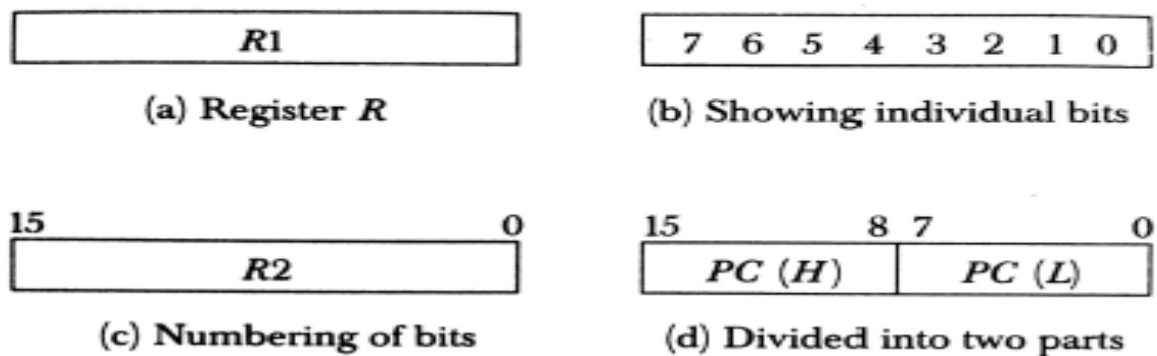 R1
7 6 5 4 3 2 1 0
(a) Register R
(b) Showing individual bits
15 0
15 8 7 0
R2
PC (H) PC (L)
(c) Numbering of bits
(d) Divided into two parts